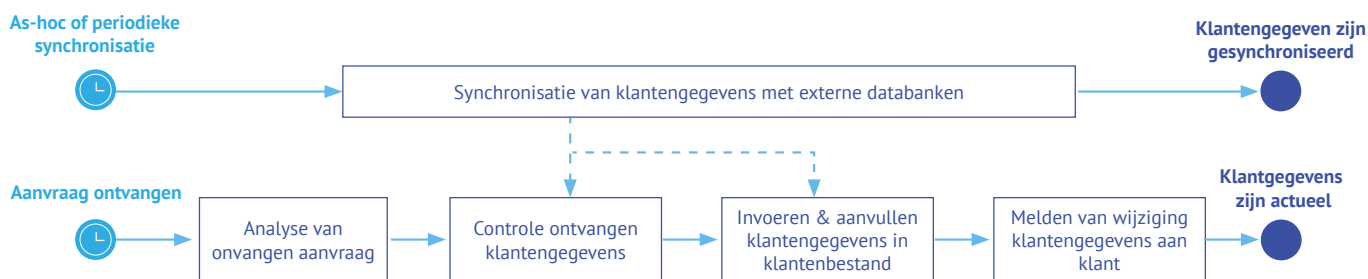 As-hoc of periodieke
synchronisatie
Klantengegeven zijn
gesynchroniseerd
Synchronisatie van klantengegevens met externe databanken
Aanvraag ontvangen
Klantgegevens
zijn actueel
Analyse van
onvangen aanvraag
Controle ontvangen
klantengegevens
Invoeren & aanvullen
klantengegevens in
klantenbestand
Melden van wijziging
klantengegevens aan
klant